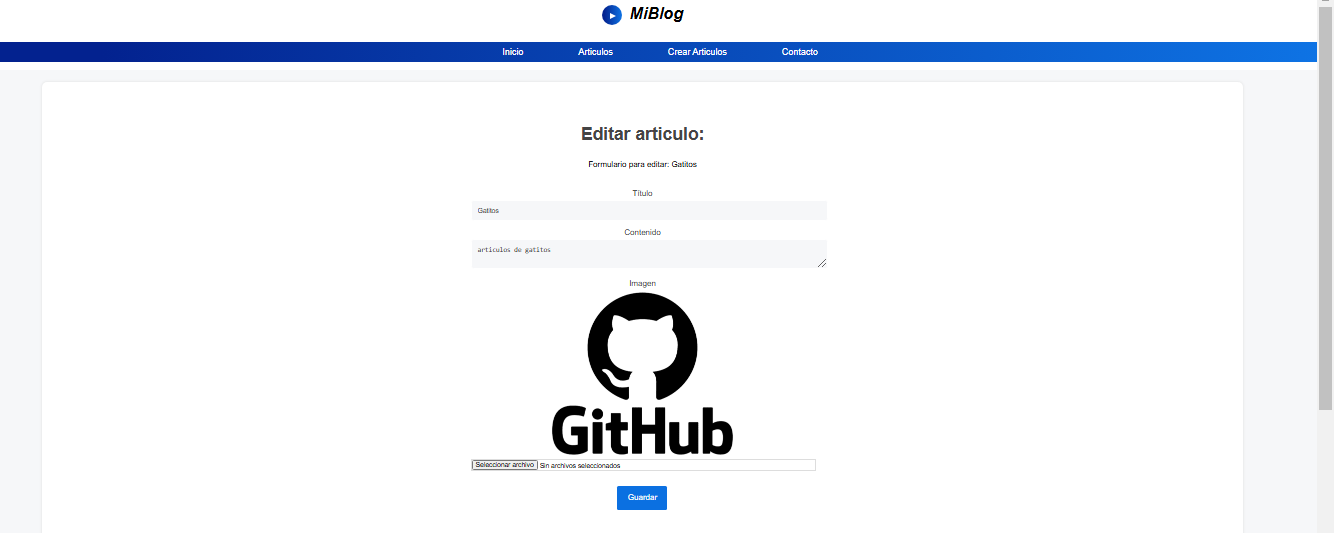 MiBlog
Inicio Articulos Crear Articulos Contacto
Editar articulo:
Formulario para editar: Gatitos
Título
Gatitos
Contenido
articulos de gatitos
Imagen
GitHub
Seleccionar archivo Sin archivos seleccionados
Guardar